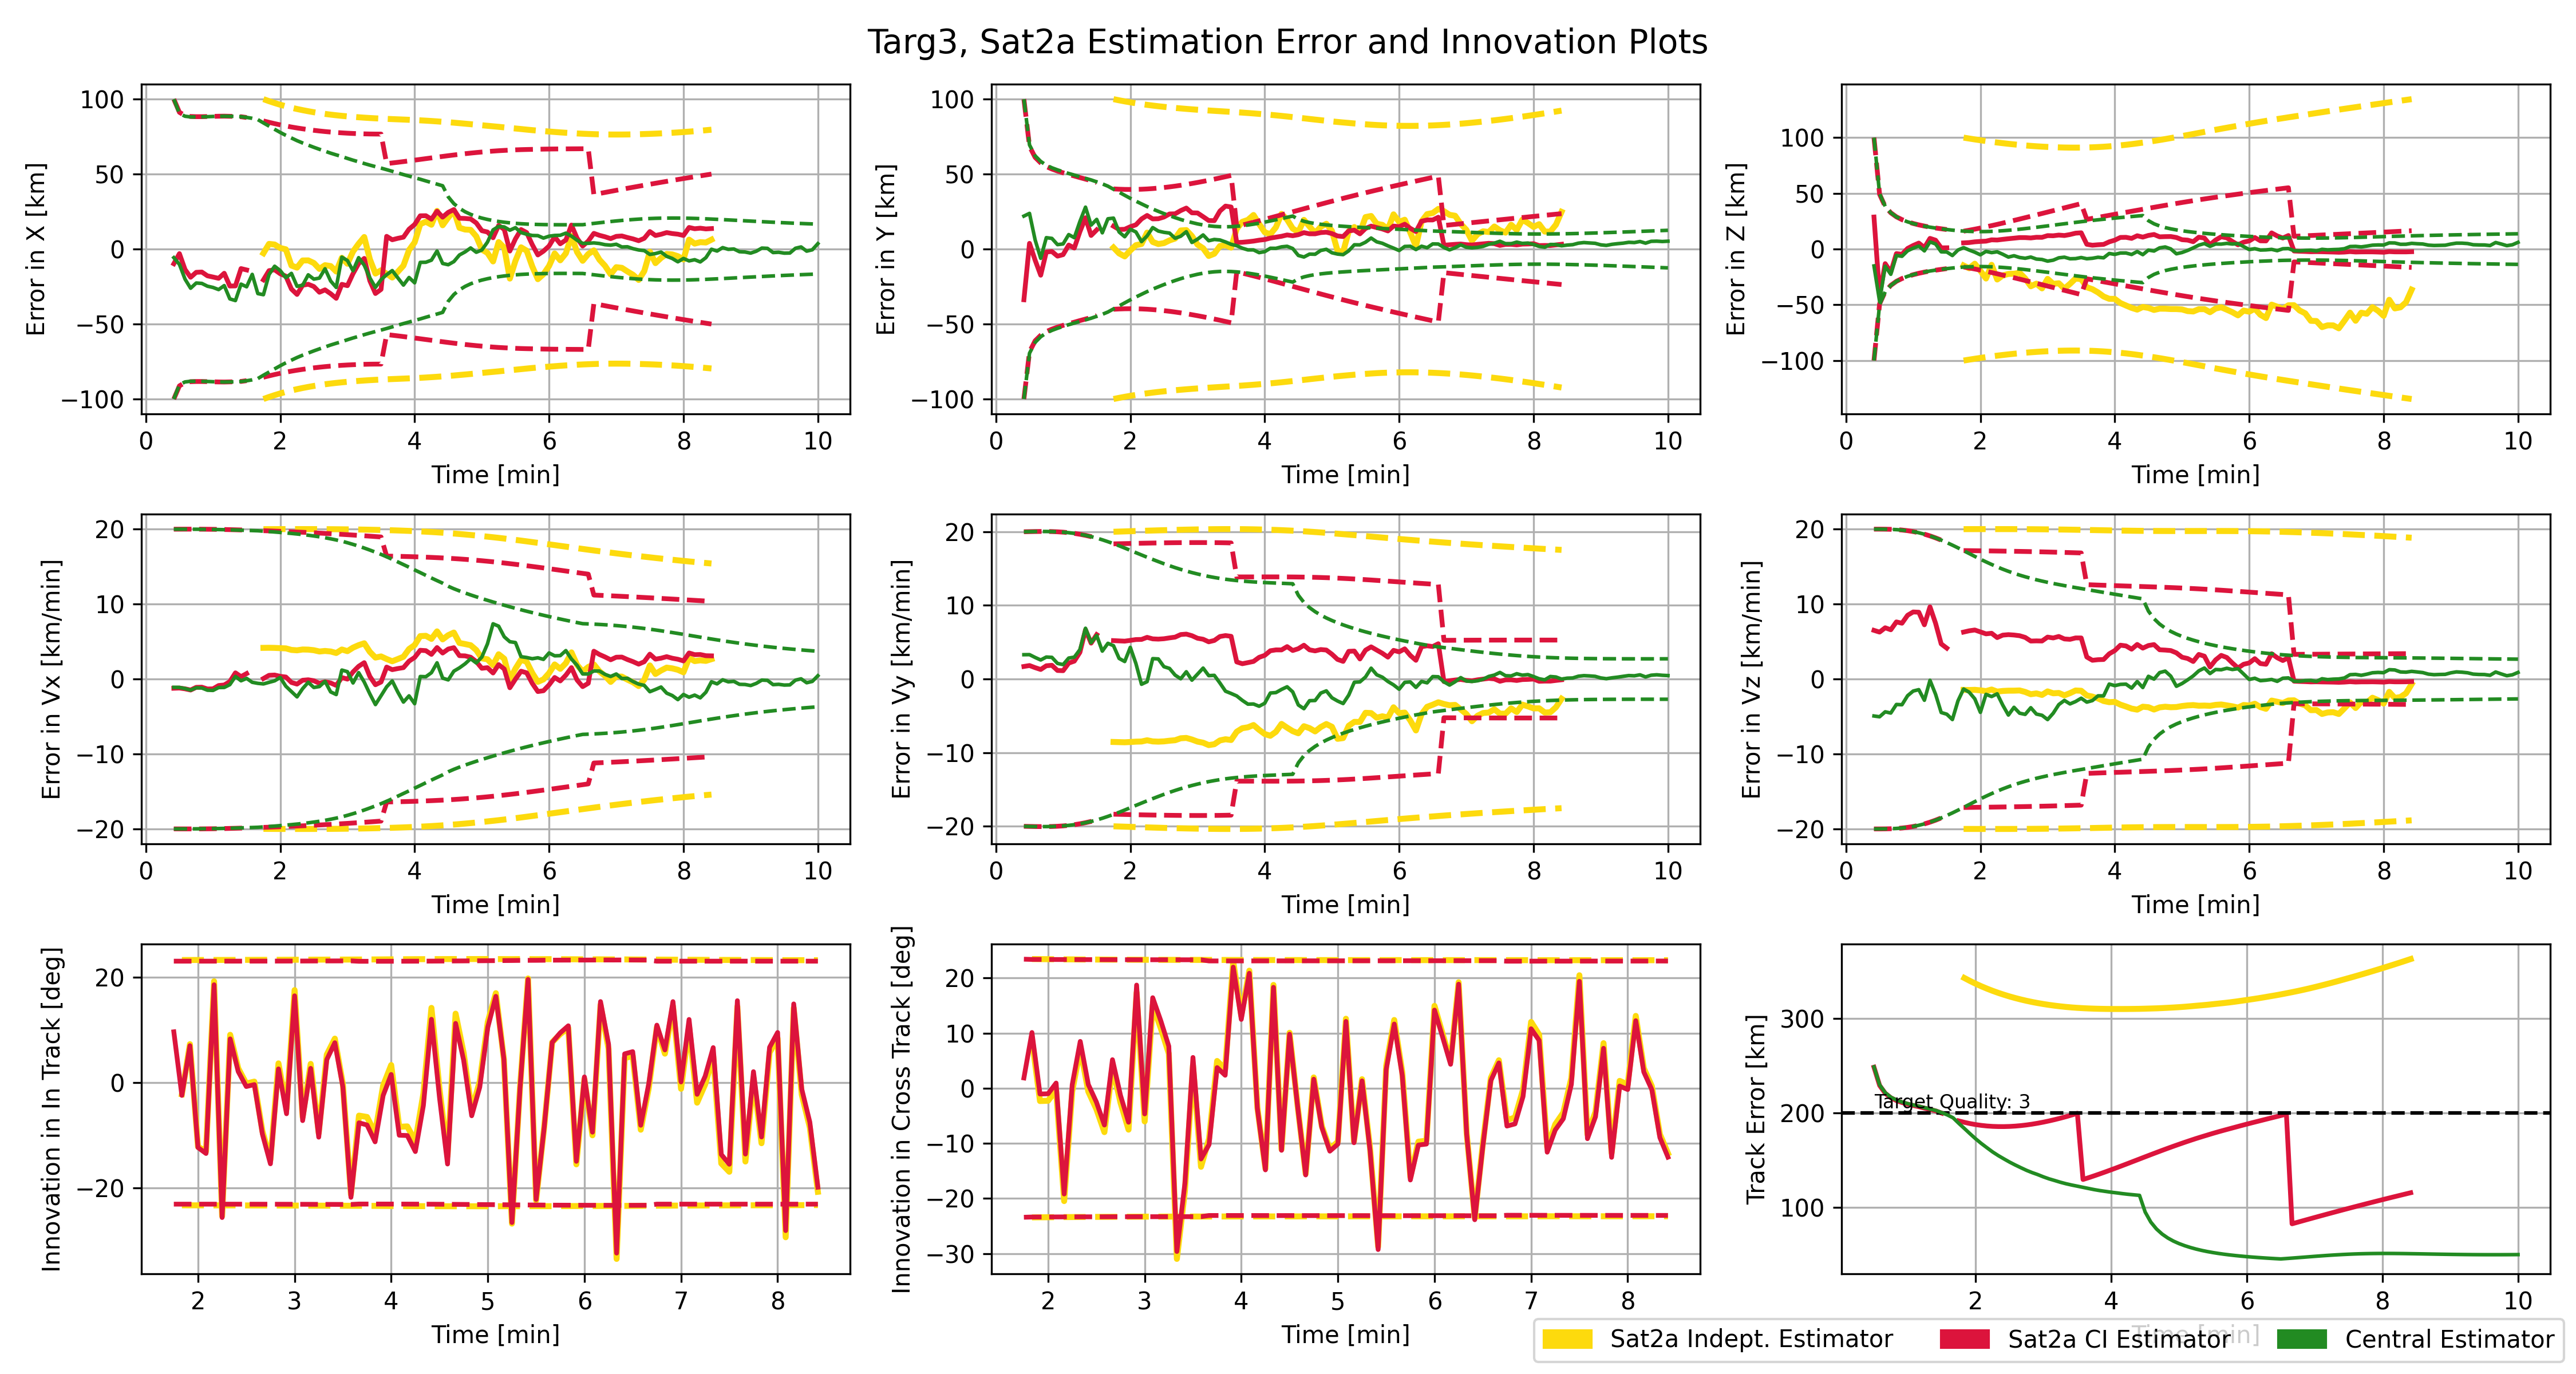 Targ3, Sat2a Estimation Error and Innovation Plots
Error in X [km]
100
50
0
−50
−100
0 2 4 6 8 10
Time [min]
Error in Y [km]
100
50
0
−50
−100
0 2 4 6 8 10
Time [min]
Error in Z [km]
100
50
0
−50
−100
0 2 4 6 8 10
Time [min]
Error in Vx [km/min]
20
10
0
−10
−20
0 2 4 6 8 10
Time [min]
Error in Vy [km/min]
20
10
0
−10
−20
0 2 4 6 8 10
Time [min]
Error in Vz [km/min]
20
10
0
−10
−20
0 2 4 6 8 10
Time [min]
Innovation in In Track [deg]
20
0
−20
2 3 4 5 6 7 8
Time [min]
Innovation in Cross Track [deg]
20
10
0
−10
−20
−30
2 3 4 5 6 7 8
Time [min]
Track Error [km]
300
200
100
Target Quality: 3
2 4 6 8 10
Time [min]
Sat2a Indept. Estimator Sat2a CI Estimator Central Estimator